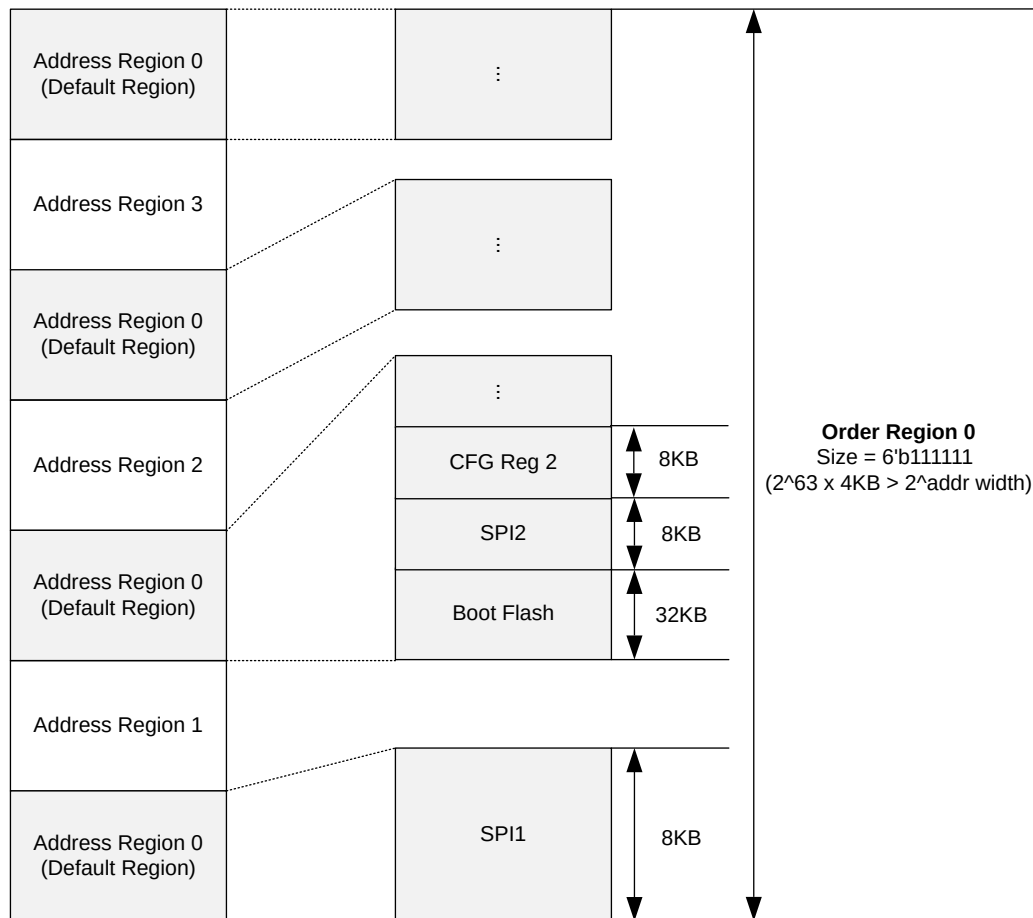 Address Region 0
(Default Region)
Address Region 3
Address Region 0
(Default Region)
Address Region 2
Address Region 0
(Default Region)
Address Region 1
Address Region 0
(Default Region)
⋮
⋮
⋮
CFG Reg 2
SPI2
Boot Flash
SPI1
8KB
8KB
32KB
8KB
Order Region 0
Size = 6'b111111
(2^63 x 4KB > 2^addr width)